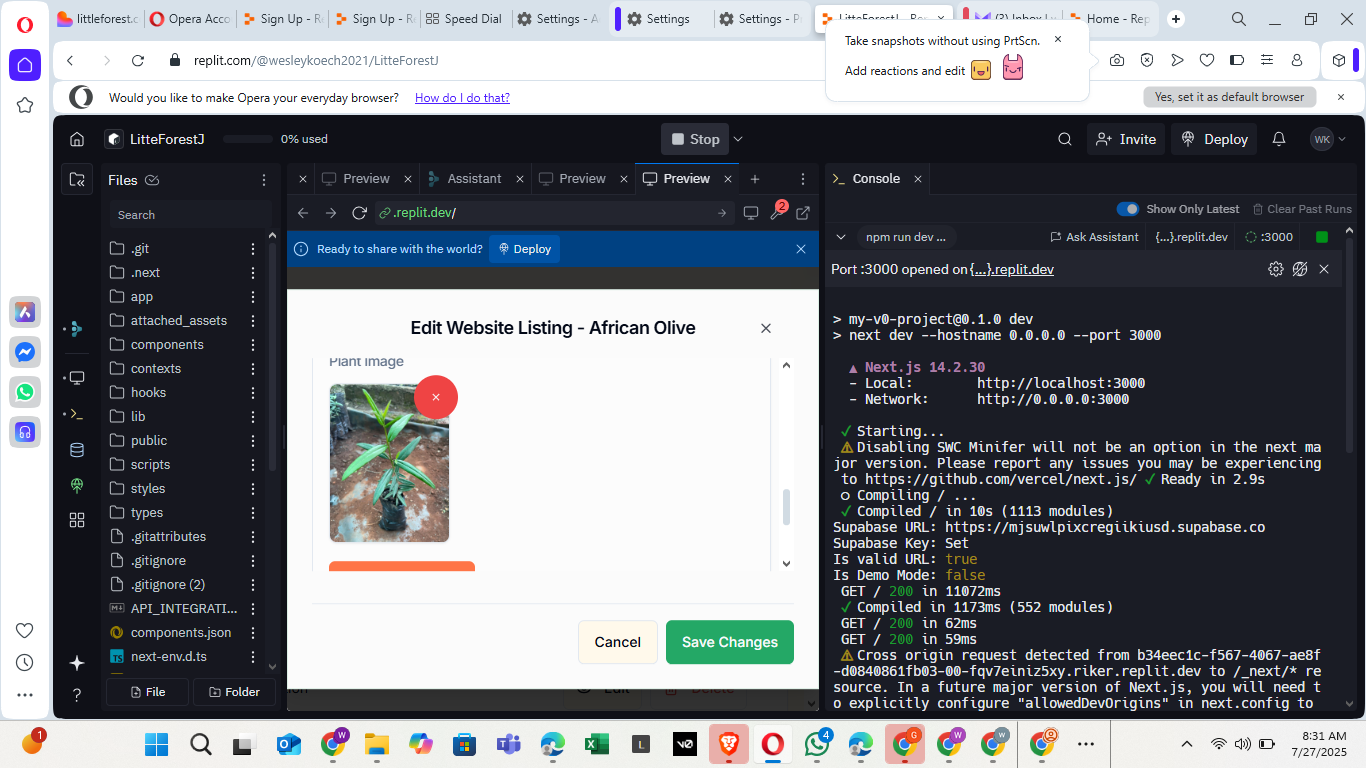 littleforest.c
Opera Acco
Sign Up - Re
Sign Up - Re
Speed Dial
Settings - A
Settings
Settings - P
LitteForestJ - Rep
(3) Inbox L
Home - Rep
replit.com/@wesleykoech2021/LitteForestJ
Take snapshots without using PrtScn.
Add reactions and edit
Would you like to make Opera your everyday browser? How do I do that?
Yes, set it as default browser
LitteForestJ
0% used
Stop
Invite
Deploy
WK
Files
Search
.git
.next
app
attached_assets
components
contexts
hooks
lib
public
scripts
styles
types
.gitattributes
.gitignore
.gitignore (2)
API_INTEGRATI...
components.json
next-env.d.ts
File
Folder
Preview
Assistant
Preview
Preview
.replit.dev/
2
Ready to share with the world?
Deploy
Edit Website Listing - African Olive
Plant Image
Cancel
Save Changes
Edit
Delete
Console
Show Only Latest
Clear Past Runs
npm run dev ...
Ask Assistant
{...}.replit.dev
:3000
Port :3000 opened on {...}.replit.dev
> my-v0-project@0.1.0 dev
> next dev --hostname 0.0.0.0 --port 3000
▲ Next.js 14.2.30
- Local: http://localhost:3000
- Network: http://0.0.0.0:3000
✓ Starting...
⚠ Disabling SWC Minifer will not be an option in the next ma
jor version. Please report any issues you may be experiencing
to https://github.com/vercel/next.js/ ✓ Ready in 2.9s
○ Compiling / ...
✓ Compiled / in 10s (1113 modules)
Supabase URL: https://mjsuwlpixcregiikiusd.supabase.co
Supabase Key: Set
Is valid URL: true
Is Demo Mode: false
GET / 200 in 11072ms
✓ Compiled in 1173ms (552 modules)
GET / 200 in 62ms
GET / 200 in 59ms
⚠ Cross origin request detected from b34eec1c-f567-4067-ae8f
-d0840861fb03-00-fqv7einiz5xy.riker.replit.dev to /_next/* re
source. In a future major version of Next.js, you will need t
o explicitly configure "allowedDevOrigins" in next.config to
1
4
8:31 AM
7/27/2025